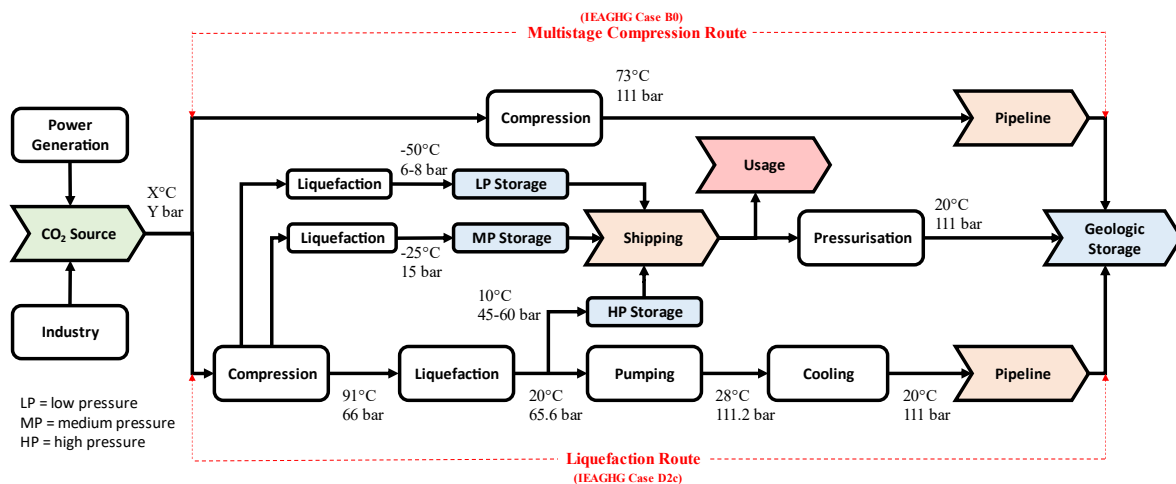 (IEAGHG Case B0)
Multistage Compression Route
73°C
111 bar
Power
Generation
Compression
Pipeline
-50°C
6-8 bar
Usage
Liquefaction
LP Storage
X°C
Y bar
20°C
111 bar
CO₂ Source
Liquefaction
MP Storage
Shipping
Pressurisation
Geologic
Storage
-25°C
15 bar
10°C
45-60 bar
HP Storage
Industry
Compression
Liquefaction
Pumping
Cooling
Pipeline
91°C
66 bar
20°C
65.6 bar
28°C
111.2 bar
20°C
111 bar
LP = low pressure
MP = medium pressure
HP = high pressure
Liquefaction Route
(IEAGHG Case D2c)